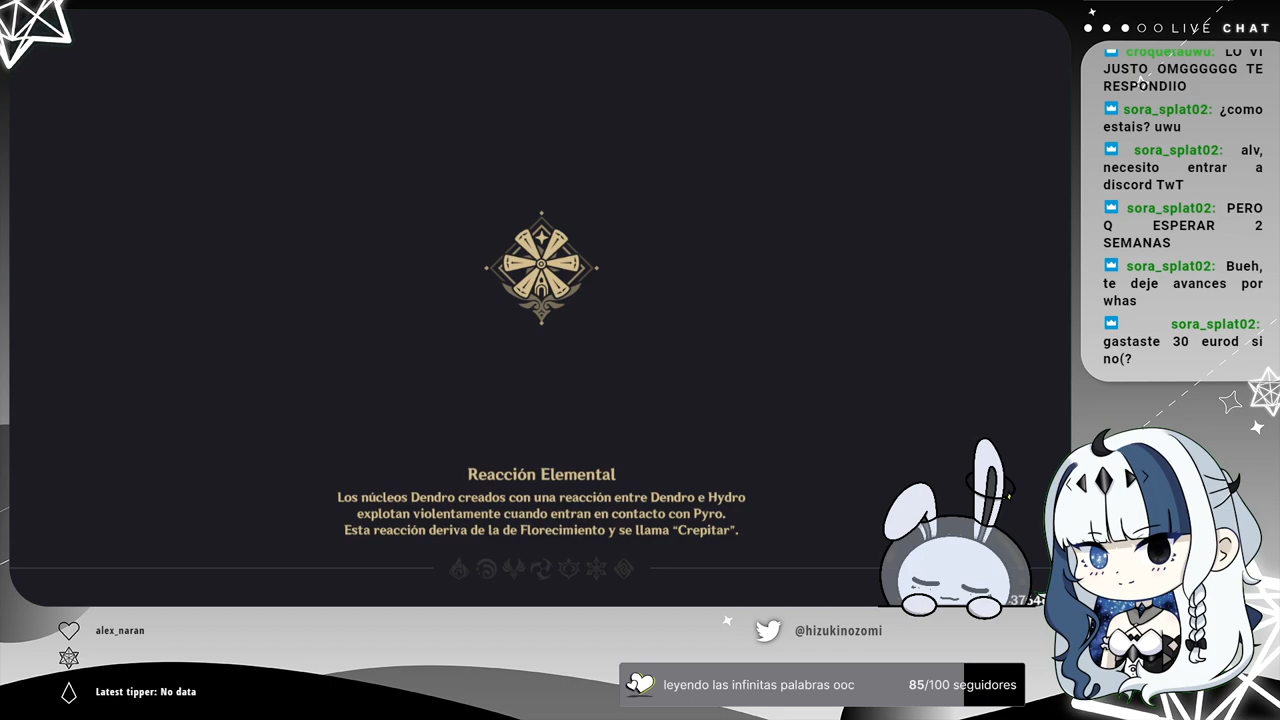 LIVE CHAT
croquetauwu: LO VI
JUSTO OMGGGGGG TE
RESPONDIIO
sora_splat02: ¿como
estais? uwu
sora_splat02: alv,
necesito entrar a
discord TwT
sora_splat02: PERO
Q ESPERAR 2
SEMANAS
sora_splat02: Bueh,
te deje avances por
whas
sora_splat02:
gastaste 30 eurod si
no(?
Reacción Elemental
Los núcleos Dendro creados con una reacción entre Dendro e Hydro
explotan violentamente cuando entran en contacto con Pyro.
Esta reacción deriva de la de Florecimiento y se llama “Crepitar”.
alex_naran
@hizukinozomi
leyendo las infinitas palabras ooc 85/100 seguidores
Latest tipper: No data